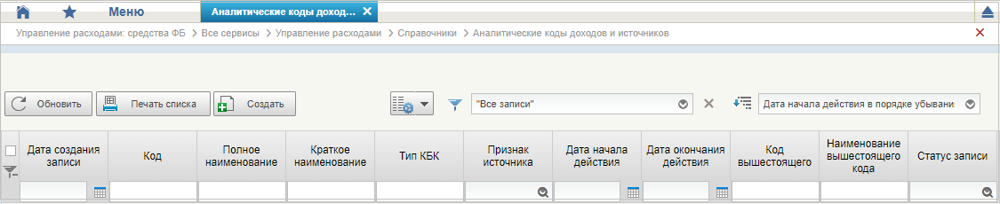 Меню
Аналитические коды доход...
Управление расходами: средства ФБ > Все сервисы > Управление расходами > Справочники > Аналитические коды доходов и источников
Обновить
Печать списка
Создать
"Все записи"
Дата начала действия в порядке убывани
Дата создания
записи
Код
Полное
наименование
Краткое
наименование
Тип КБК
Признак
источника
Дата начала
действия
Дата окончания
действия
Код
вышестоящего
Наименование
вышестоящего
кода
Статус записи